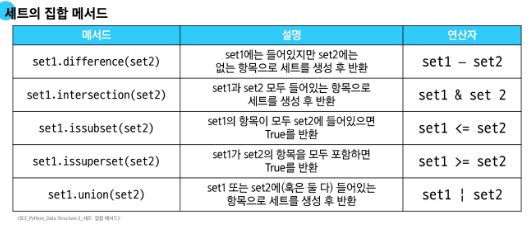 세트의 집합 메서드
메서드 설명 연산자
set1.difference(set2) set1에는 들어있지만 set2에는 없는 항목으로 세트를 생성 후 반환 set1 – set2
set1.intersection(set2) set1과 set2 모두 들어있는 항목으로 세트를 생성 후 반환 set1 & set 2
set1.issubset(set2) set1의 항목이 모두 set2에 들어있으면 True를 반환 set1 <= set2
set1.issuperset(set2) set1가 set2의 항목을 모두 포함하면 True를 반환 set1 >= set2
set1.union(set2) set1 또는 set2에(혹은 둘 다) 들어있는 항목으로 세트를 생성 후 반환 set1 ¦ set2